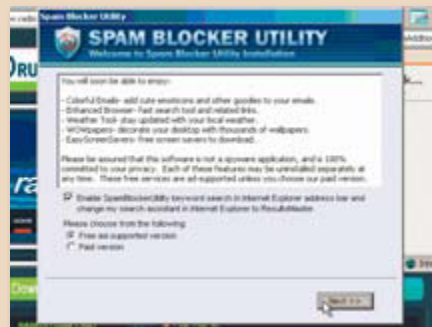 Spam Blocker Utility
SPAM BLOCKER UTILITY
Welcome to Spam Blocker Utility Installation
You will soon be able to enjoy:
- Colorful Emails- add cute emoticons and other goodies to your emails.
- Enhanced Browser- Fast search tool and related links.
- Weather Tool- stay updated with your local weather.
- WOWpapers- decorate your desktop with thousands of wallpapers.
- EasyScreenSavers- free screen savers to download.
Please be assured that this software is not a spyware application, and is 100%
committed to your privacy. Each of these features may be uninstalled separately at
any time. These free services are ad-supported unless you choose our paid version.
Enable SpamBlockerUtility keyword search in Internet Explorer address bar and
change my search assistant in Internet Explorer to ResultsMaster.
Please choose from the following:
Free ad-supported version
Paid version
Next >>